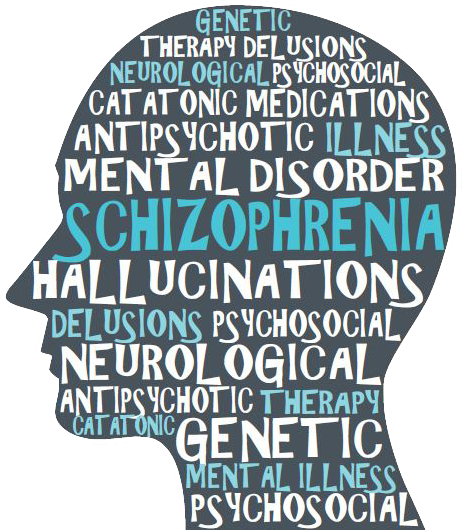 GENETIC
THERAPY DELUSIONS
NEUROLOGICAL PSYCHOSOCIAL
CATATONIC MEDICATIONS
ANTIPSYCHOTIC ILLNESS
MENTAL DISORDER
SCHIZOPHRENIA
HALLUCINATIONS
DELUSIONS PSYCHOSOCIAL
NEUROLOGICAL
ANTIPSYCHOTIC THERAPY
CATATONIC GENETIC
MENTAL ILLNESS
PSYCHOSOCIAL